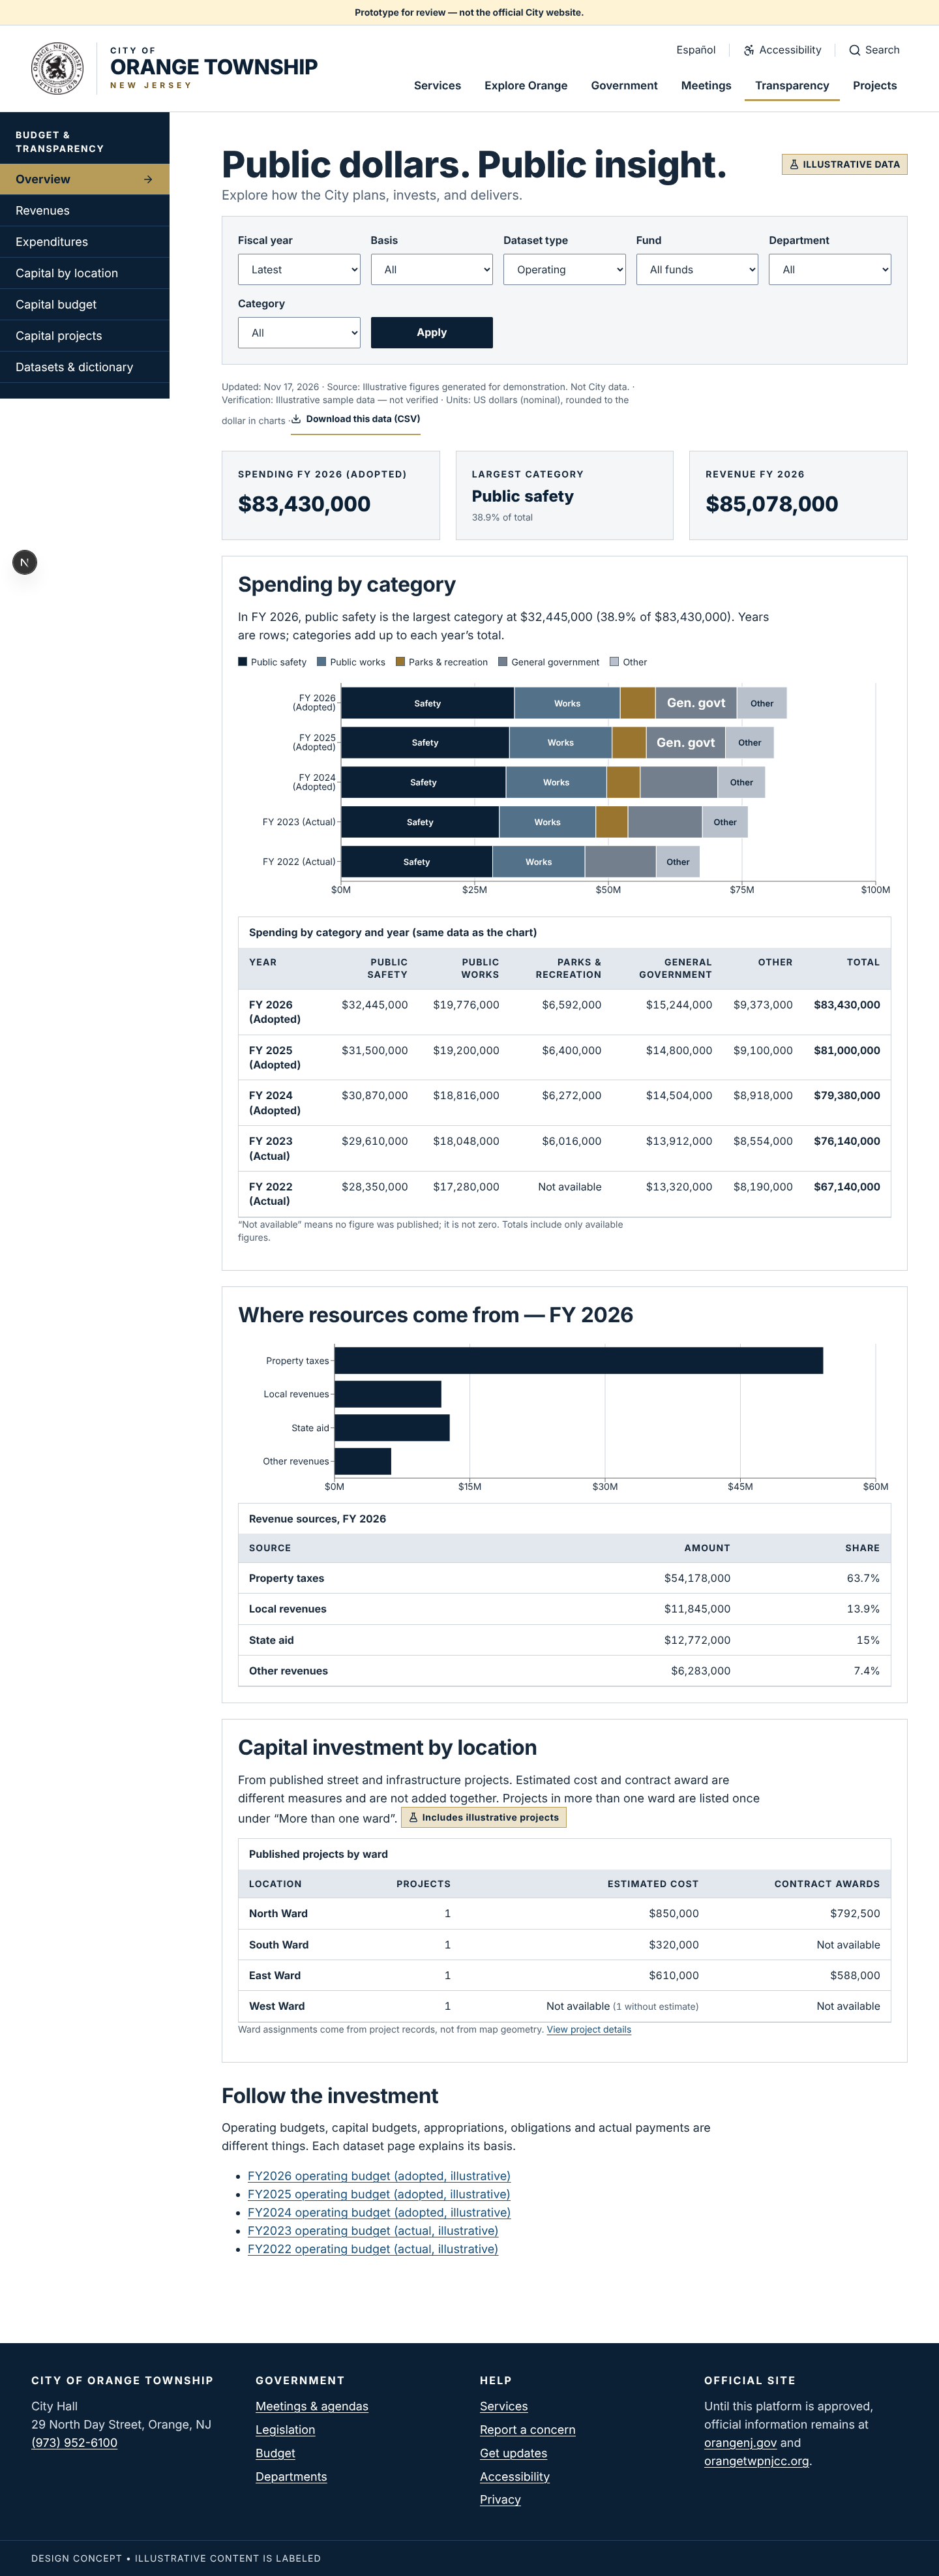 Prototype for review — not the official City website.
CITY OF
ORANGE TOWNSHIP
NEW JERSEY
Español
Accessibility
Search
Services
Explore Orange
Government
Meetings
Transparency
Projects
BUDGET &
TRANSPARENCY
Overview
Revenues
Expenditures
Capital by location
Capital budget
Capital projects
Datasets & dictionary
Public dollars. Public insight.
ILLUSTRATIVE DATA
Explore how the City plans, invests, and delivers.
Fiscal year
Basis
Dataset type
Fund
Department
Latest
All
Operating
All funds
All
Category
All
Apply
Updated: Nov 17, 2026 · Source: Illustrative figures generated for demonstration. Not City data. ·
Verification: Illustrative sample data — not verified · Units: US dollars (nominal), rounded to the
dollar in charts · Download this data (CSV)
SPENDING FY 2026 (ADOPTED)
$83,430,000
LARGEST CATEGORY
Public safety
38.9% of total
REVENUE FY 2026
$85,078,000
N
Spending by category
In FY 2026, public safety is the largest category at $32,445,000 (38.9% of $83,430,000). Years
are rows; categories add up to each year’s total.
Public safety
Public works
Parks & recreation
General government
Other
FY 2026
(Adopted)
Safety
Works
Gen. govt
Other
FY 2025
(Adopted)
Safety
Works
Gen. govt
Other
FY 2024
(Adopted)
Safety
Works
Other
FY 2023 (Actual)
Safety
Works
Other
FY 2022 (Actual)
Safety
Works
Other
$0M
$25M
$50M
$75M
$100M
Spending by category and year (same data as the chart)
YEAR
PUBLIC
SAFETY
PUBLIC
WORKS
PARKS &
RECREATION
GENERAL
GOVERNMENT
OTHER
TOTAL
FY 2026
(Adopted)
$32,445,000
$19,776,000
$6,592,000
$15,244,000
$9,373,000
$83,430,000
FY 2025
(Adopted)
$31,500,000
$19,200,000
$6,400,000
$14,800,000
$9,100,000
$81,000,000
FY 2024
(Adopted)
$30,870,000
$18,816,000
$6,272,000
$14,504,000
$8,918,000
$79,380,000
FY 2023
(Actual)
$29,610,000
$18,048,000
$6,016,000
$13,912,000
$8,554,000
$76,140,000
FY 2022
(Actual)
$28,350,000
$17,280,000
Not available
$13,320,000
$8,190,000
$67,140,000
“Not available” means no figure was published; it is not zero. Totals include only available
figures.
Where resources come from — FY 2026
Property taxes
Local revenues
State aid
Other revenues
$0M
$15M
$30M
$45M
$60M
Revenue sources, FY 2026
SOURCE
AMOUNT
SHARE
Property taxes
$54,178,000
63.7%
Local revenues
$11,845,000
13.9%
State aid
$12,772,000
15%
Other revenues
$6,283,000
7.4%
Capital investment by location
From published street and infrastructure projects. Estimated cost and contract award are
different measures and are not added together. Projects in more than one ward are listed once
under “More than one ward”. Includes illustrative projects
Published projects by ward
LOCATION
PROJECTS
ESTIMATED COST
CONTRACT AWARDS
North Ward
1
$850,000
$792,500
South Ward
1
$320,000
Not available
East Ward
1
$610,000
$588,000
West Ward
1
Not available (1 without estimate)
Not available
Ward assignments come from project records, not from map geometry. View project details
Follow the investment
Operating budgets, capital budgets, appropriations, obligations and actual payments are
different things. Each dataset page explains its basis.
FY2026 operating budget (adopted, illustrative)
FY2025 operating budget (adopted, illustrative)
FY2024 operating budget (adopted, illustrative)
FY2023 operating budget (actual, illustrative)
FY2022 operating budget (actual, illustrative)
CITY OF ORANGE TOWNSHIP
City Hall
29 North Day Street, Orange, NJ
(973) 952-6100
GOVERNMENT
Meetings & agendas
Legislation
Budget
Departments
HELP
Services
Report a concern
Get updates
Accessibility
Privacy
OFFICIAL SITE
Until this platform is approved,
official information remains at
orangenj.gov and
orangetwpnjcc.org.
DESIGN CONCEPT • ILLUSTRATIVE CONTENT IS LABELED